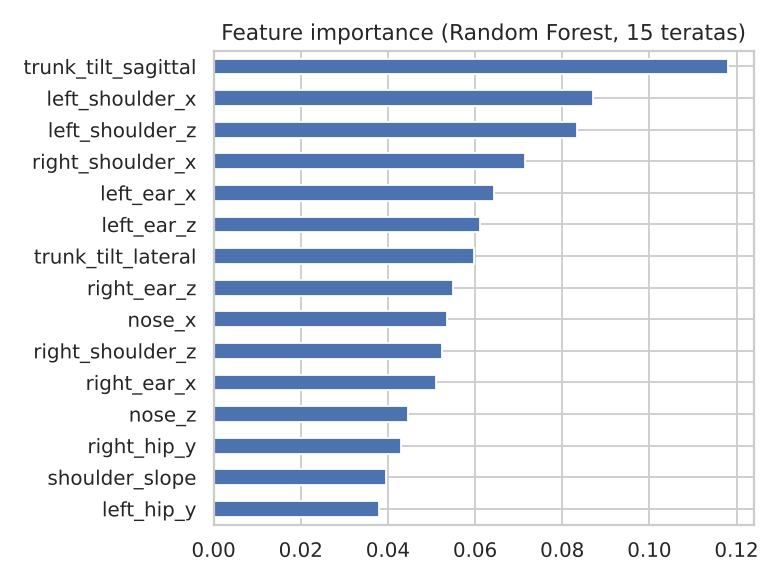 Feature importance (Random Forest, 15 teratas)
trunk_tilt_sagittal
left_shoulder_x
left_shoulder_z
right_shoulder_x
left_ear_x
left_ear_z
trunk_tilt_lateral
right_ear_z
nose_x
right_shoulder_z
right_ear_x
nose_z
right_hip_y
shoulder_slope
left_hip_y
0.00 0.02 0.04 0.06 0.08 0.10 0.12